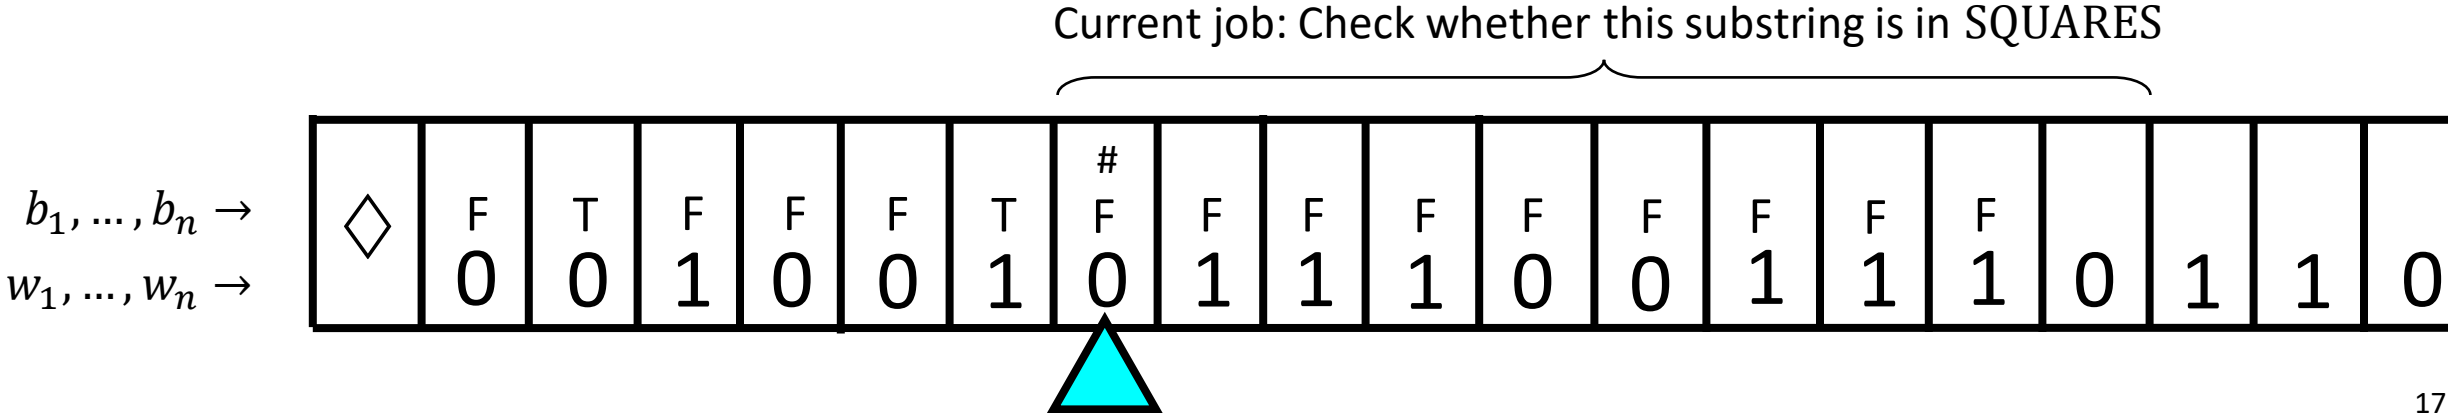 Current job: Check whether this substring is in SQUARES
#
b₁, … , bₙ → ◇ F T F F F T F F F F F F F F F
w₁, … , wₙ → 0 0 1 0 0 1 0 1 1 1 0 0 1 1 1 0 1 1 0
17